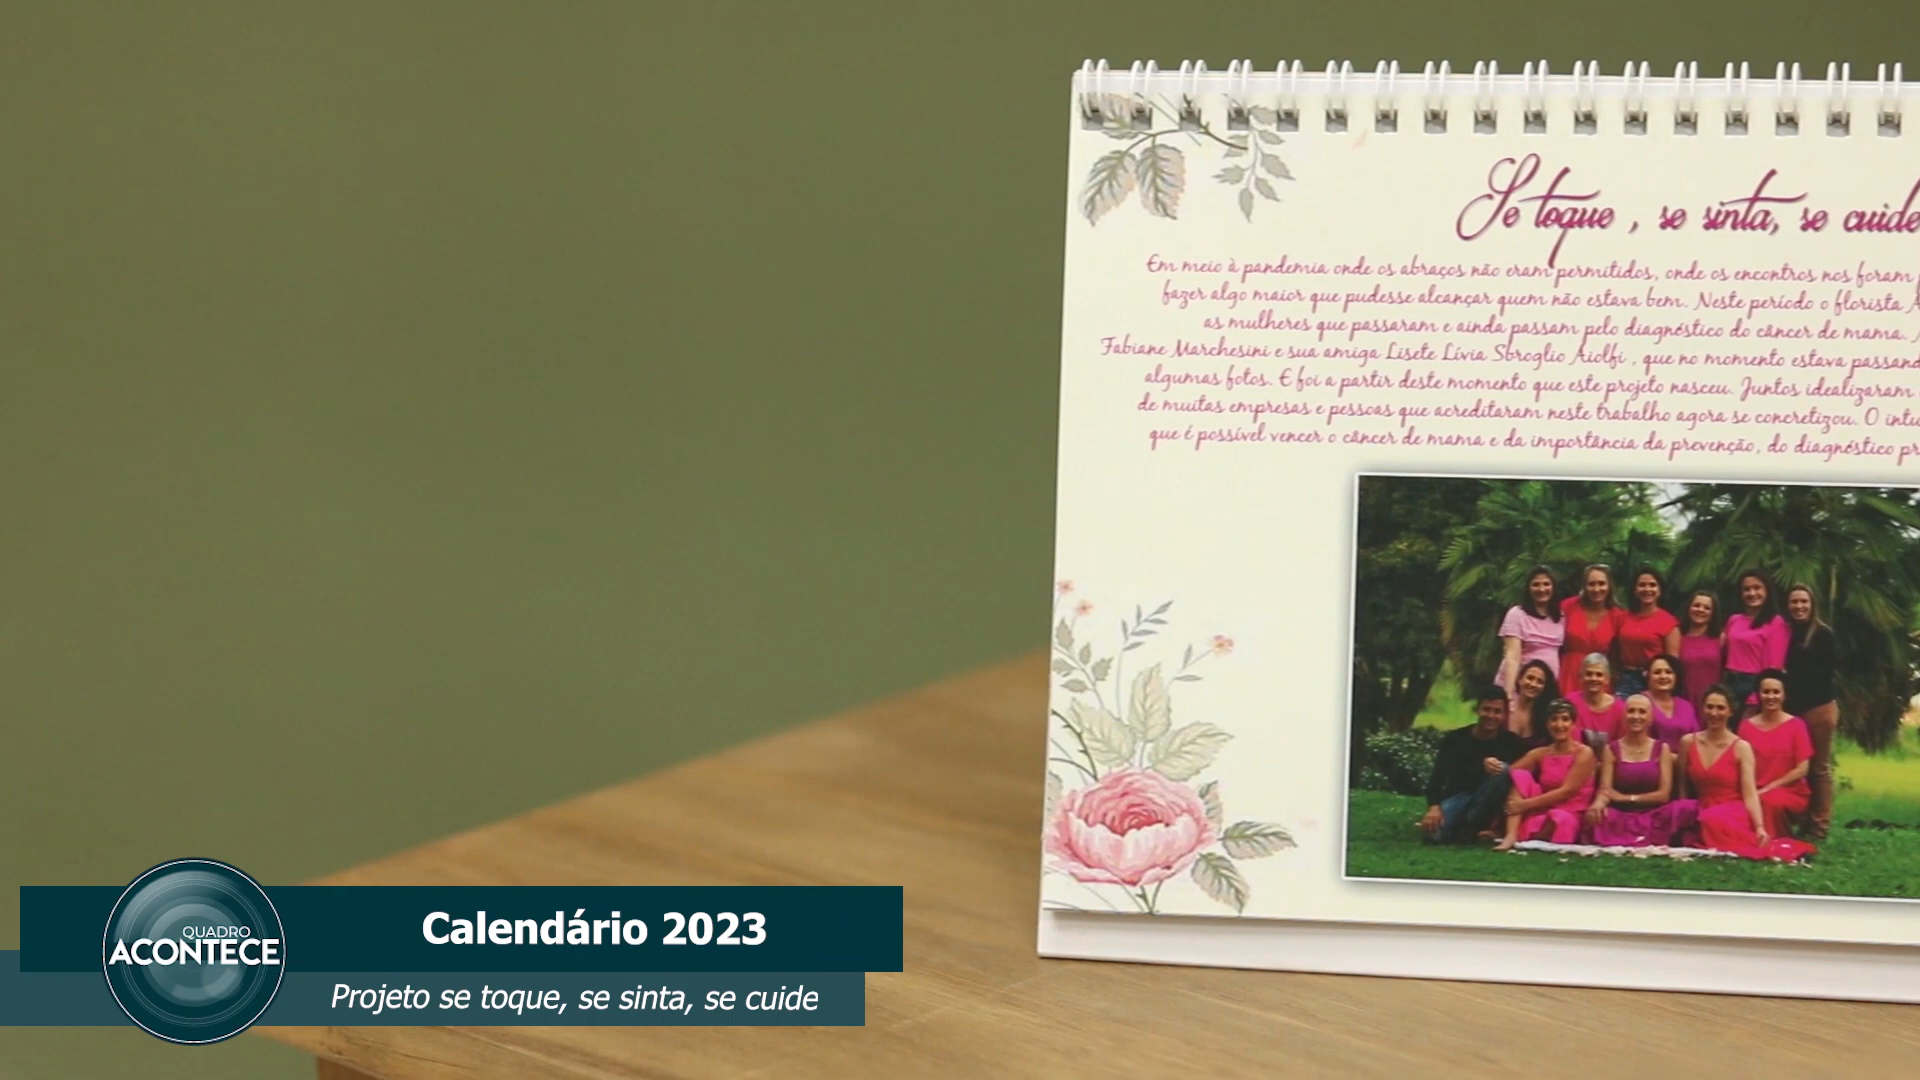 Se toque, se sinta, se cuide
Em meio à pandemia onde os abraços não eram permitidos, onde os encontros nos foram
fazer algo maior que pudesse alcançar quem não estava bem. Neste período o florista
as mulheres que passaram e ainda passam pelo diagnóstico do câncer de mama.
Fabiane Marchesini e sua amiga Lisete Lívia Sbroglio Aiolfi, que no momento estava passand
algumas fotos. E foi a partir deste momento que este projeto nasceu. Juntos idealizaram
de muitas empresas e pessoas que acreditaram neste trabalho agora se concretizou. O intu
que é possível vencer o câncer de mama e da importância da prevenção, do diagnóstico pr
Calendário 2023
QUADRO
ACONTECE
Projeto se toque, se sinta, se cuide